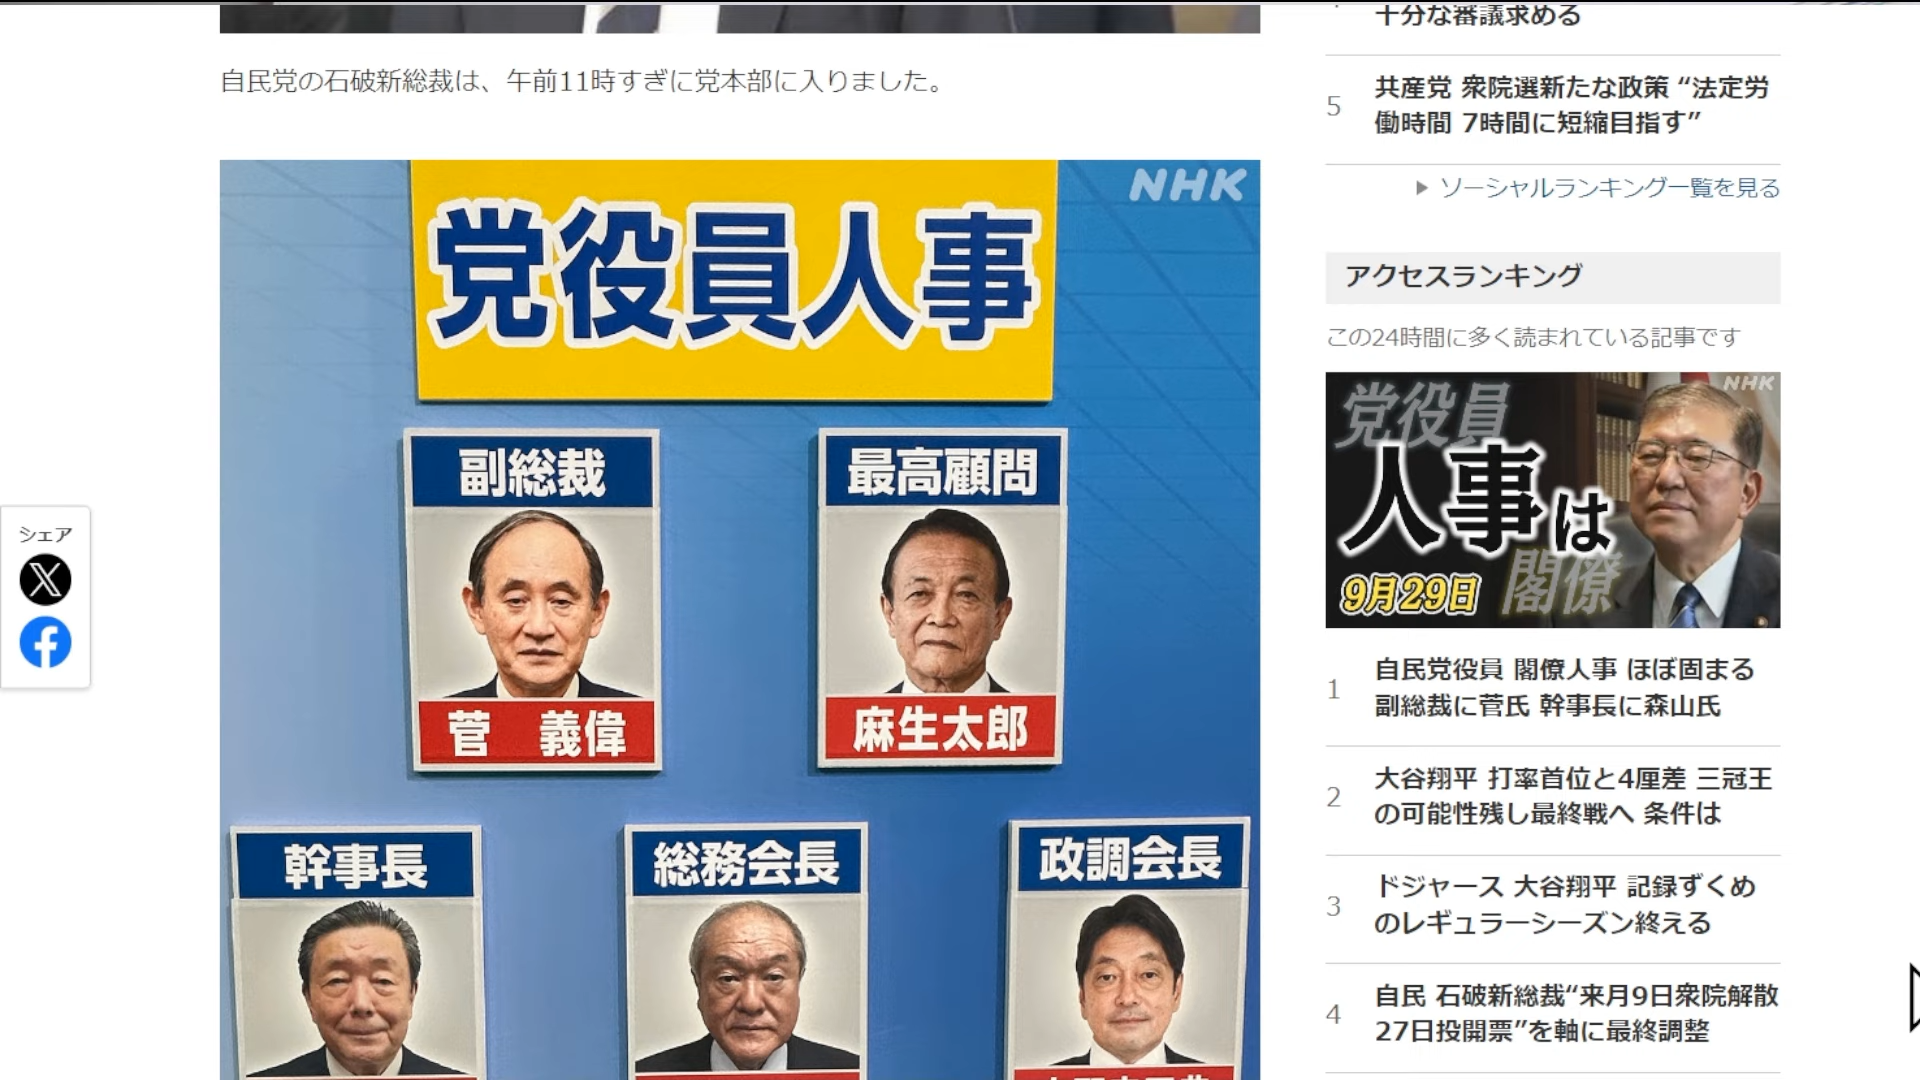 自民党の石破新総裁は、午前11時すぎに党本部に入りました。
NHK
党役員人事
副総裁
菅　義偉
最高顧問
麻生太郎
幹事長
総務会長
政調会長
シェア
十分な審議求める
5
共産党 衆院選新たな政策 “法定労
働時間 7時間に短縮目指す”
ソーシャルランキング一覧を見る
アクセスランキング
この24時間に多く読まれている記事です
NHK
党役員
人事は
閣僚
9月29日
1
自民党役員 閣僚人事 ほぼ固まる
副総裁に菅氏 幹事長に森山氏
2
大谷翔平 打率首位と4厘差 三冠王
の可能性残し最終戦へ 条件は
3
ドジャース 大谷翔平 記録ずくめ
のレギュラーシーズン終える
4
自民 石破新総裁“来月9日衆院解散
27日投開票”を軸に最終調整